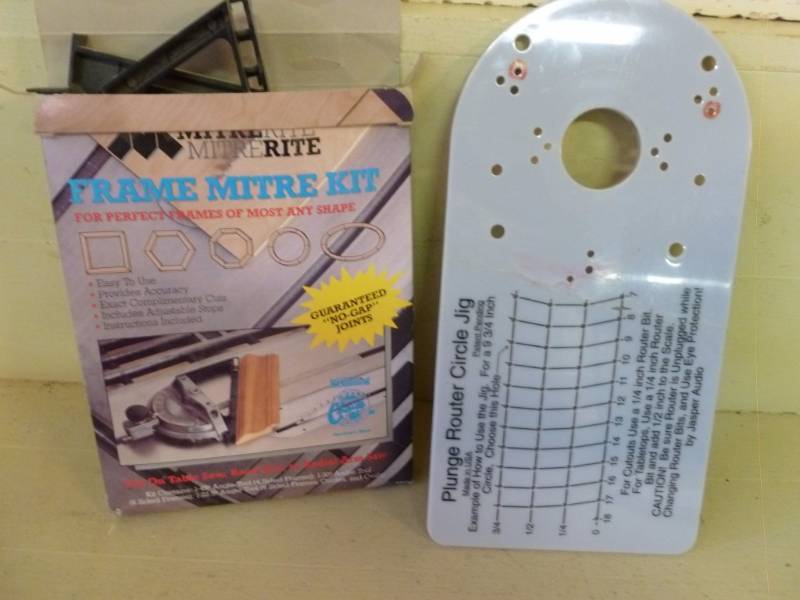 MITRERITE
MITRERITE
FRAME MITRE KIT
FOR PERFECT FRAMES OF MOST ANY SHAPE
• Easy To Use
• Provides Accuracy
• Exact Complimentary Cuts
• Includes Adjustable Stops
• Instructions Included
GUARANTEED
"NO-GAP"
JOINTS
On Table Saw,
Plunge Router Circle Jig
Made in USA
Patent Pending
Example of How to Use the Jig. For a 9 3/4 Inch
Circle, Choose this Hole
3/4
1/2
1/4
0
18 17 16 15 14 13 12 11 10 9 8 7
For Cutouts Use a 1/4 inch Router Bit.
For Tabletops, Use a 1/4 inch Router
Bit and add 1/2 inch to the Scale.
CAUTION! Be sure Router is Unplugged while
Changing Router Bits, and Use Eye Protection!
by Jasper Audio